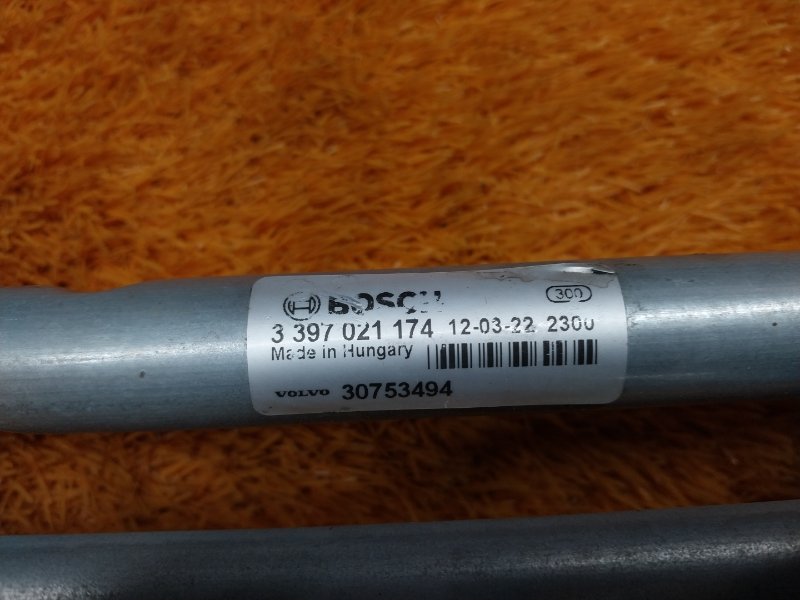 BOSCH 300
3 397 021 174 12-03-22 2300
Made in Hungary
VOLVO 30753494